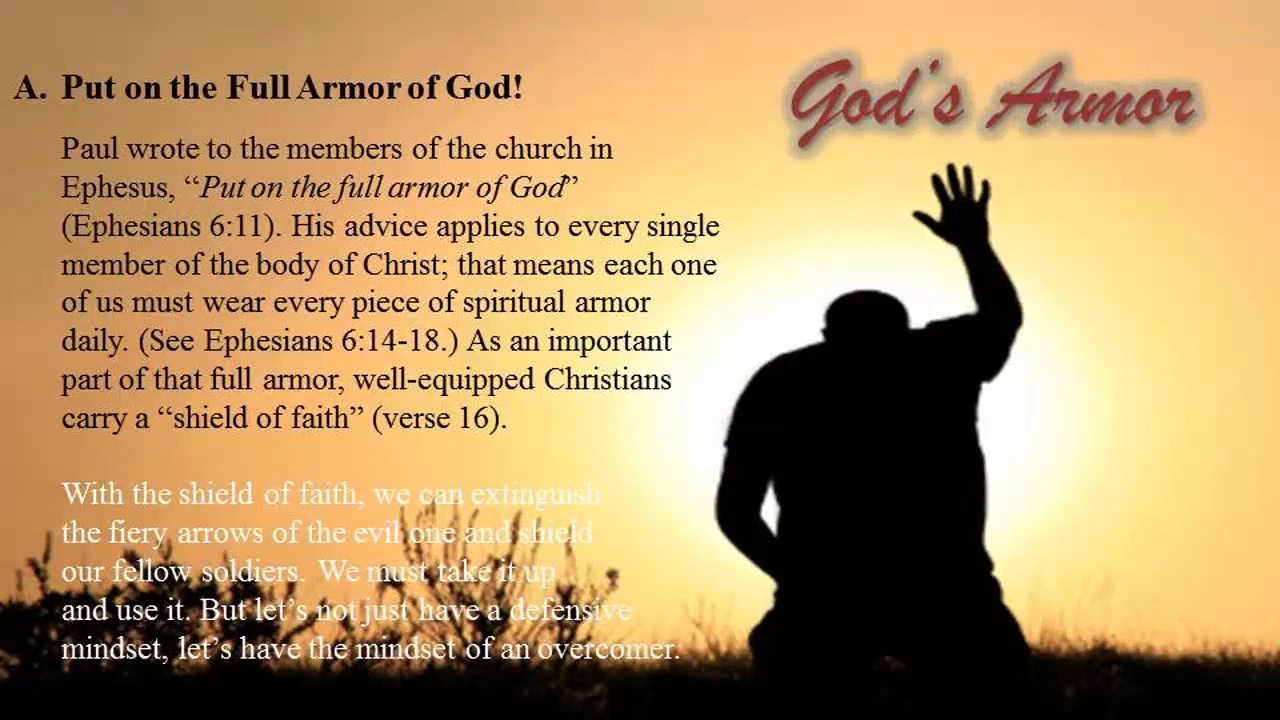 God's Armor
A. Put on the Full Armor of God!
Paul wrote to the members of the church in
Ephesus, “Put on the full armor of God”
(Ephesians 6:11). His advice applies to every single
member of the body of Christ; that means each one
of us must wear every piece of spiritual armor
daily. (See Ephesians 6:14-18.) As an important
part of that full armor, well-equipped Christians
carry a “shield of faith” (verse 16).
With the shield of faith, we can extinguish
the fiery arrows of the evil one and shield
our fellow soldiers. We must take it up
and use it. But let’s not just have a defensive
mindset, let’s have the mindset of an overcomer.